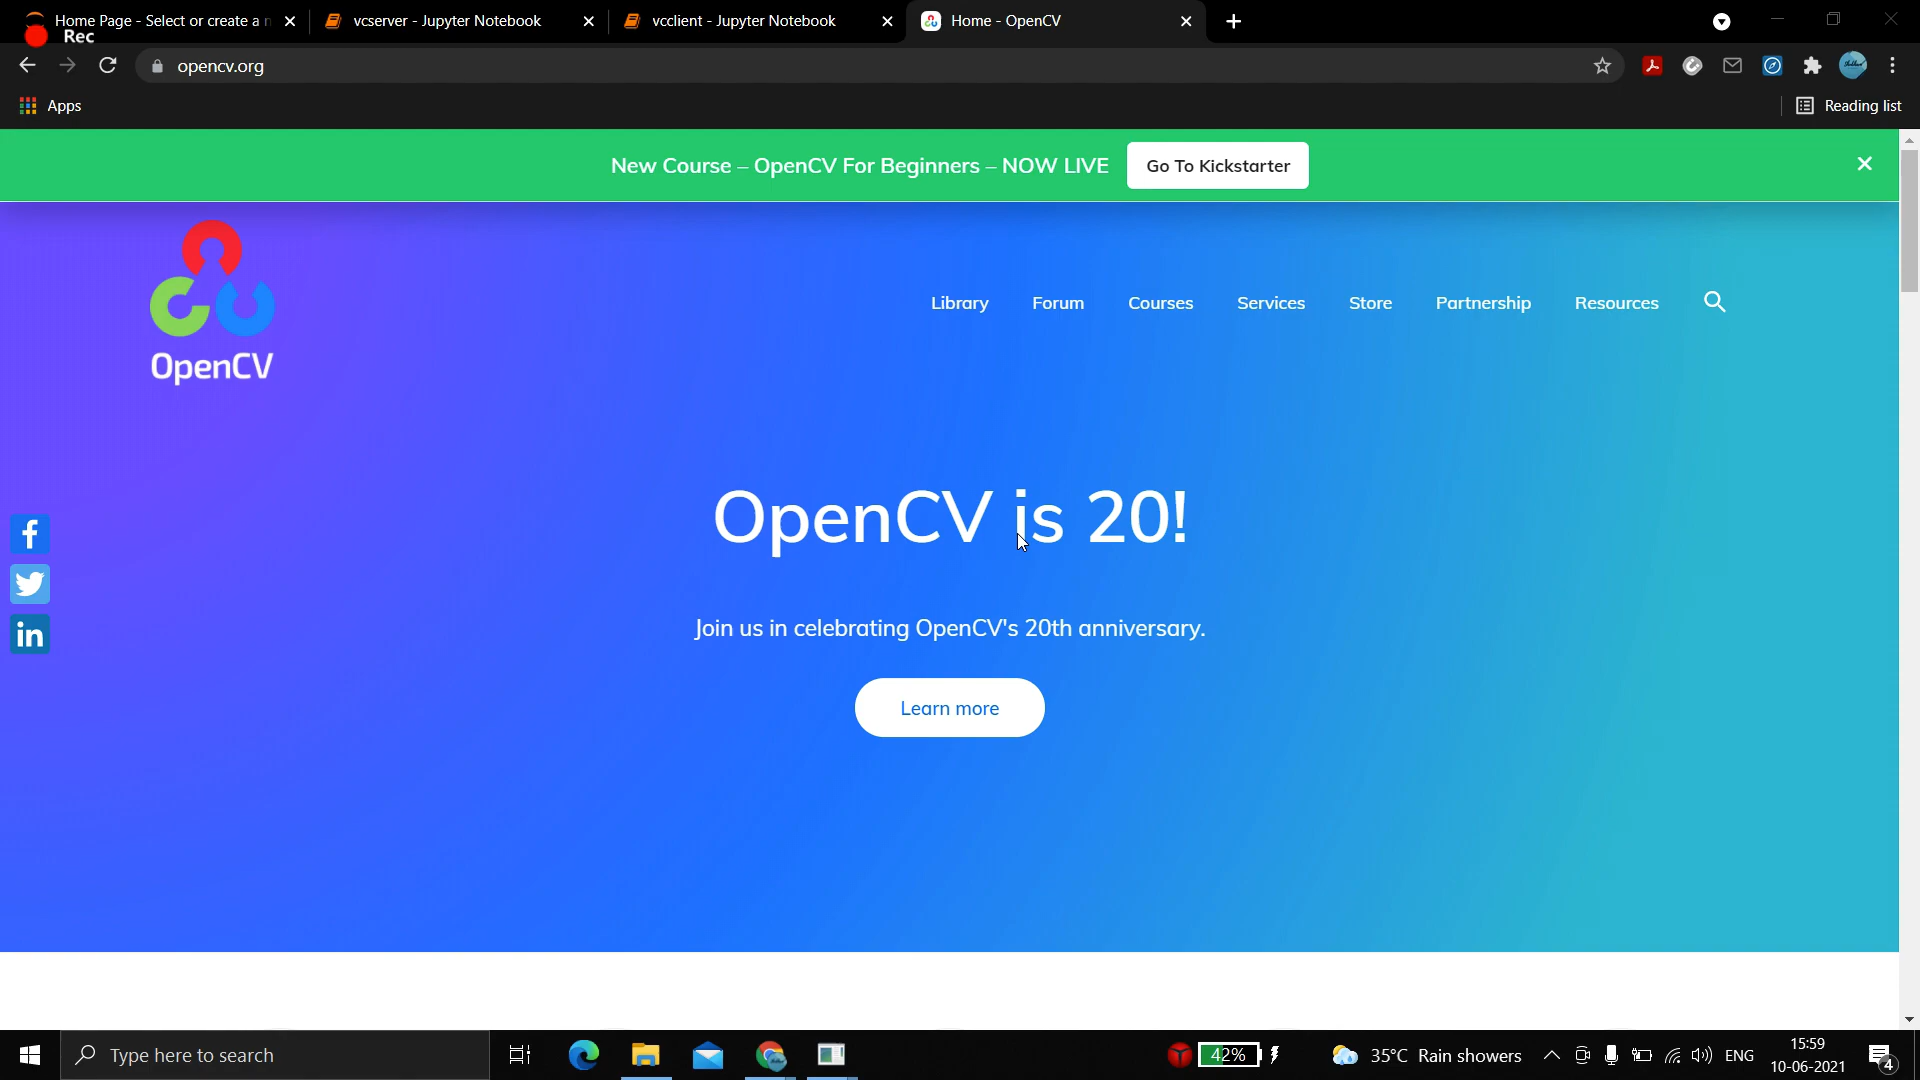 Home Page - Select or create a n
vcserver - Jupyter Notebook
vcclient - Jupyter Notebook
Home - OpenCV
Rec
opencv.org
Apps
Reading list
New Course – OpenCV For Beginners – NOW LIVE
Go To Kickstarter
OpenCV
Library
Forum
Courses
Services
Store
Partnership
Resources
OpenCV is 20!
Join us in celebrating OpenCV's 20th anniversary.
Learn more
Type here to search
42%
35°C Rain showers
ENG
15:59
10-06-2021
4